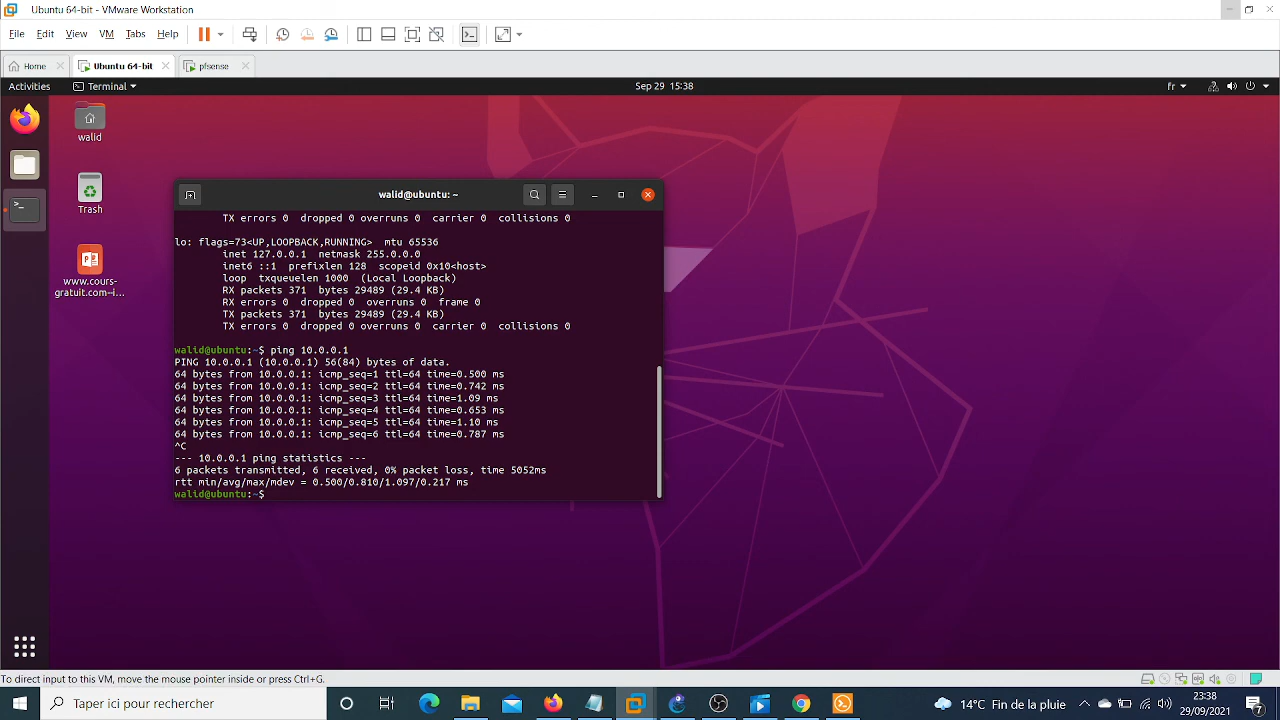 Ubuntu 64-bit - VMware Workstation
File Edit View VM Tabs Help
Home Ubuntu 64-bit pfsense
Activities Terminal Sep 29 15:38 fr
walid
Trash
www.cours-
gratuit.com--i...
walid@ubuntu: ~
TX errors 0  dropped 0 overruns 0  carrier 0  collisions 0
lo: flags=73<UP,LOOPBACK,RUNNING>  mtu 65536
inet 127.0.0.1  netmask 255.0.0.0
inet6 ::1  prefixlen 128  scopeid 0x10<host>
loop  txqueuelen 1000  (Local Loopback)
RX packets 371  bytes 29489 (29.4 KB)
RX errors 0  dropped 0  overruns 0  frame 0
TX packets 371  bytes 29489 (29.4 KB)
TX errors 0  dropped 0 overruns 0  carrier 0  collisions 0
walid@ubuntu:~$ ping 10.0.0.1
PING 10.0.0.1 (10.0.0.1) 56(84) bytes of data.
64 bytes from 10.0.0.1: icmp_seq=1 ttl=64 time=0.500 ms
64 bytes from 10.0.0.1: icmp_seq=2 ttl=64 time=0.742 ms
64 bytes from 10.0.0.1: icmp_seq=3 ttl=64 time=1.09 ms
64 bytes from 10.0.0.1: icmp_seq=4 ttl=64 time=0.653 ms
64 bytes from 10.0.0.1: icmp_seq=5 ttl=64 time=1.10 ms
64 bytes from 10.0.0.1: icmp_seq=6 ttl=64 time=0.787 ms
^C
--- 10.0.0.1 ping statistics ---
6 packets transmitted, 6 received, 0% packet loss, time 5052ms
rtt min/avg/max/mdev = 0.500/0.810/1.097/0.217 ms
walid@ubuntu:~$
To direct input to this VM, move the mouse pointer inside or press Ctrl+G.
Taper ici pour rechercher
14°C Fin de la pluie
23:38
29/09/2021